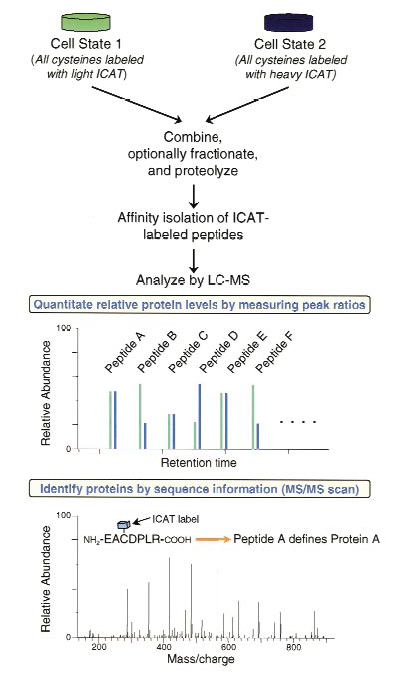 Cell State 1
(All cysteines labeled
with light ICAT)
Cell State 2
(All cysteines labeled
with heavy ICAT)
Combine,
optionally fractionate,
and proteolyze
Affinity isolation of ICAT-
labeled peptides
Analyze by LC-MS
Quantitate relative protein levels by measuring peak ratios
100
Relative Abundance
0
Peptide A
Peptide B
Peptide C
Peptide D
Peptide E
Peptide F
. . . .
Retention time
Identify proteins by sequence information (MS/MS scan)
100
Relative Abundance
0
ICAT label
NH₂-EACDPLR-COOH
Peptide A defines Protein A
200 400 600 800
Mass/charge